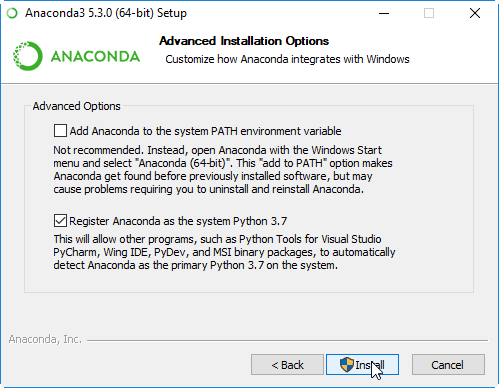 Anaconda3 5.3.0 (64-bit) Setup
ANACONDA
Advanced Installation Options
Customize how Anaconda integrates with Windows
Advanced Options
Add Anaconda to the system PATH environment variable
Not recommended. Instead, open Anaconda with the Windows Start
menu and select "Anaconda (64-bit)". This "add to PATH" option makes
Anaconda get found before previously installed software, but may
cause problems requiring you to uninstall and reinstall Anaconda.
Register Anaconda as the system Python 3.7
This will allow other programs, such as Python Tools for Visual Studio
PyCharm, Wing IDE, PyDev, and MSI binary packages, to automatically
detect Anaconda as the primary Python 3.7 on the system.
Anaconda, Inc.
< Back
Install
Cancel